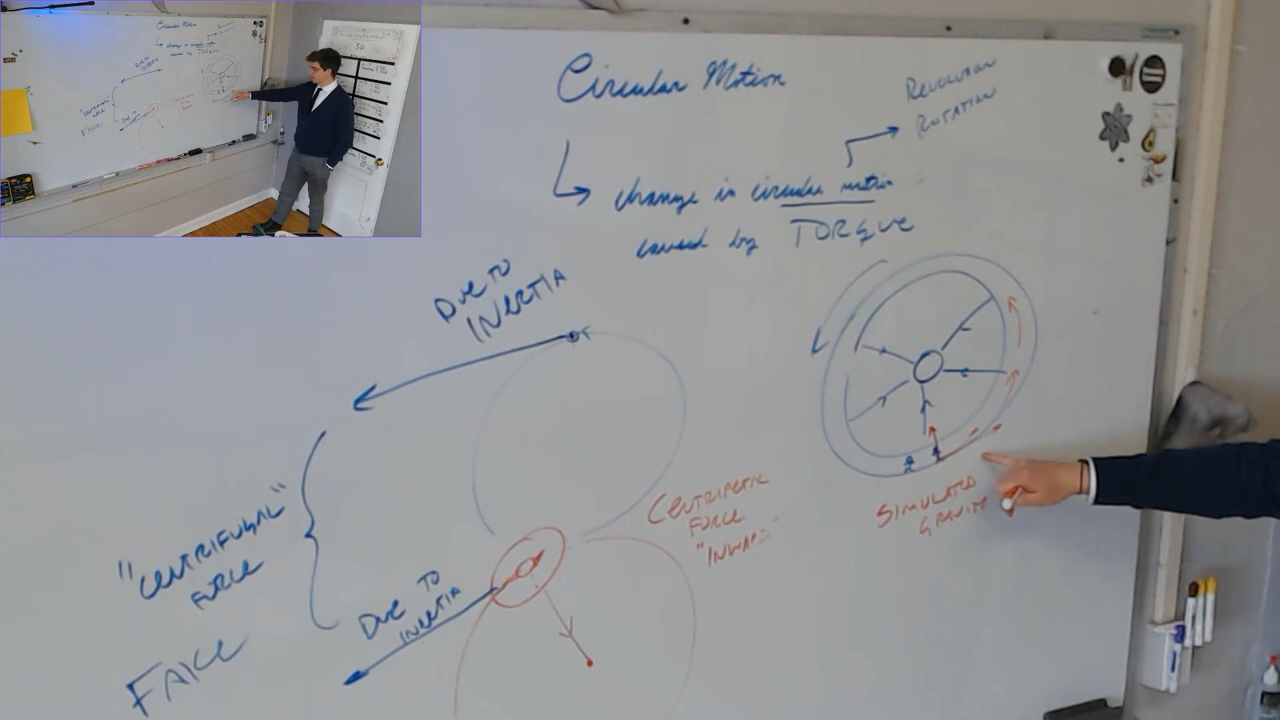 Circular Motion
REVOLUTION
ROTATION
change in circular motion
caused by TORQUE
DUE TO
INERTIA
"CENTRIFUGAL"
FORCE
FAKE
DUE TO
INERTIA
CENTRIPETAL
FORCE
SIMULATED
GRAVITY